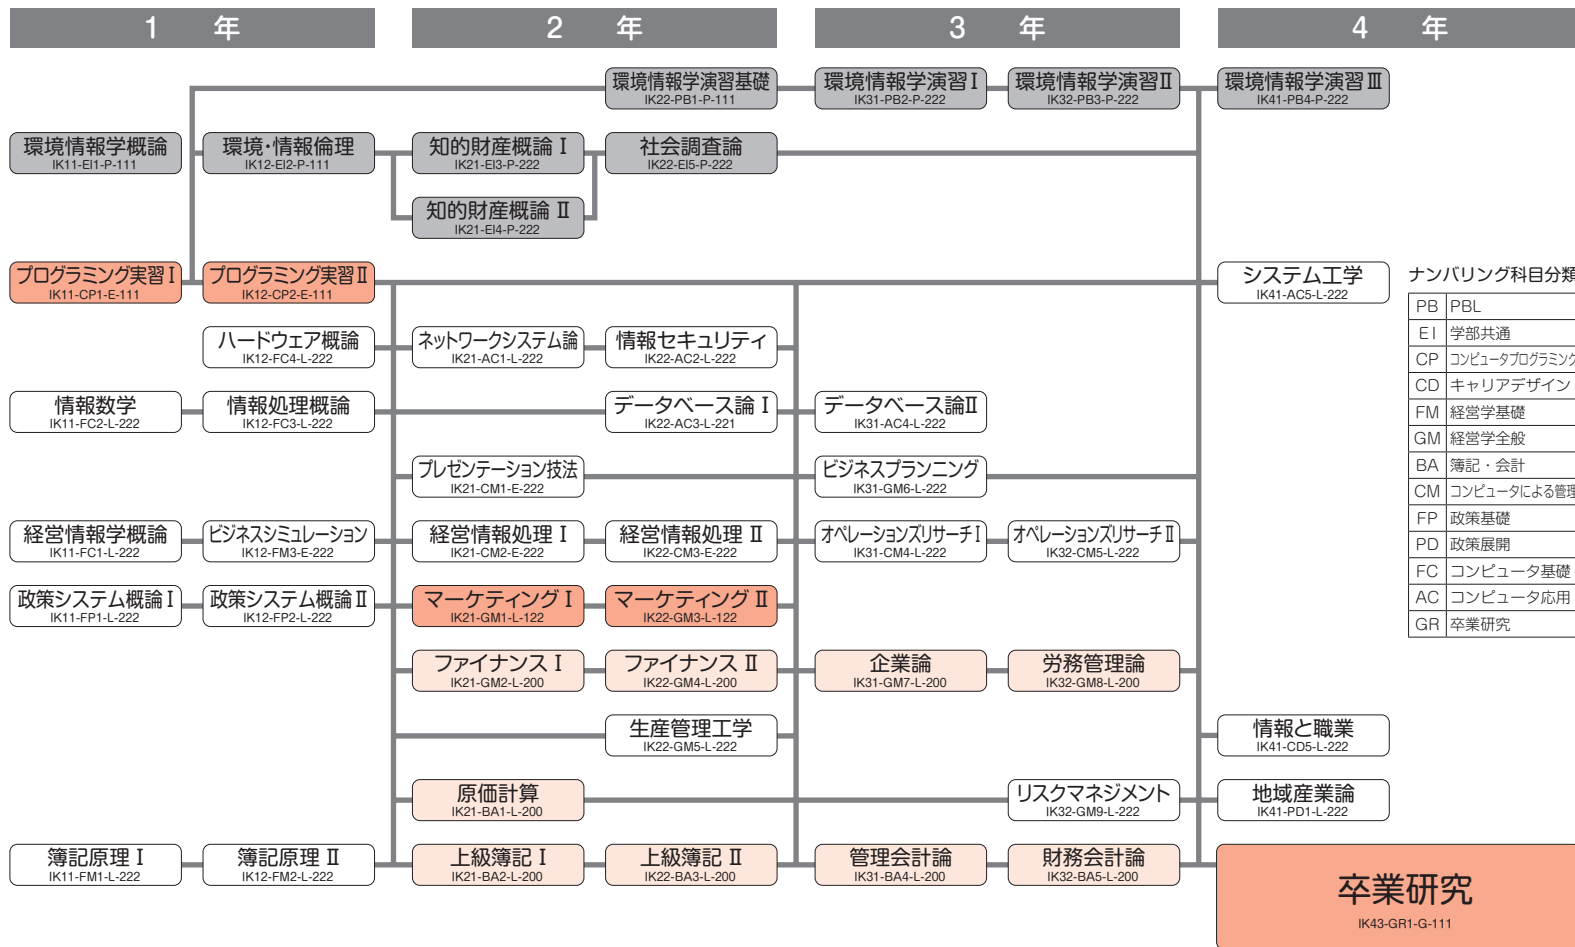 1 年
2 年
3 年
4 年
環境情報学演習基礎
IK22-PB1-P-111
環境情報学演習Ⅰ
IK31-PB2-P-222
環境情報学演習Ⅱ
IK32-PB3-P-222
環境情報学演習Ⅲ
IK41-PB4-P-222
環境情報学概論
IK11-EI1-P-111
環境・情報倫理
IK12-EI2-P-111
知的財産概論Ⅰ
IK21-EI3-P-222
社会調査論
IK22-EI5-P-222
知的財産概論Ⅱ
IK21-EI4-P-222
プログラミング実習Ⅰ
IK11-CP1-E-111
プログラミング実習Ⅱ
IK12-CP2-E-111
システム工学
IK41-AC5-L-222
ハードウェア概論
IK12-FC4-L-222
ネットワークシステム論
IK21-AC1-L-222
情報セキュリティ
IK22-AC2-L-222
情報数学
IK11-FC2-L-222
情報処理概論
IK12-FC3-L-222
データベース論Ⅰ
IK22-AC3-L-221
データベース論Ⅱ
IK31-AC4-L-222
プレゼンテーション技法
IK21-CM1-E-222
ビジネスプランニング
IK31-GM6-L-222
経営情報学概論
IK11-FC1-L-222
ビジネスシミュレーション
IK12-FM3-E-222
経営情報処理Ⅰ
IK21-CM2-E-222
経営情報処理Ⅱ
IK22-CM3-E-222
オペレーションズリサーチⅠ
IK31-CM4-L-222
オペレーションズリサーチⅡ
IK32-CM5-L-222
政策システム概論Ⅰ
IK11-FP1-L-222
政策システム概論Ⅱ
IK12-FP2-L-222
マーケティングⅠ
IK21-GM1-L-122
マーケティングⅡ
IK22-GM3-L-122
ファイナンスⅠ
IK21-GM2-L-200
ファイナンスⅡ
IK22-GM4-L-200
企業論
IK31-GM7-L-200
労務管理論
IK32-GM8-L-200
生産管理工学
IK22-GM5-L-222
情報と職業
IK41-CD5-L-222
原価計算
IK21-BA1-L-200
リスクマネジメント
IK32-GM9-L-222
地域産業論
IK41-PD1-L-222
簿記原理Ⅰ
IK11-FM1-L-222
簿記原理Ⅱ
IK12-FM2-L-222
上級簿記Ⅰ
IK21-BA2-L-200
上級簿記Ⅱ
IK22-BA3-L-200
管理会計論
IK31-BA4-L-200
財務会計論
IK32-BA5-L-200
卒業研究
IK43-GR1-G-111
ナンバリング科目分類
PB PBL
EI 学部共通
CP コンピュータプログラミング
CD キャリアデザイン
FM 経営学基礎
GM 経営学全般
BA 簿記・会計
CM コンピュータによる管理
FP 政策基礎
PD 政策展開
FC コンピュータ基礎
AC コンピュータ応用
GR 卒業研究